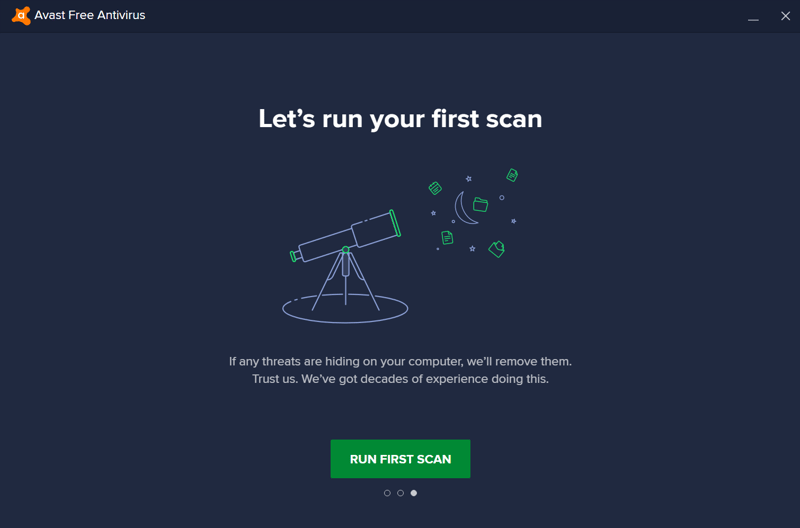 Avast Free Antivirus
Let’s run your first scan
If any threats are hiding on your computer, we’ll remove them.
Trust us. We’ve got decades of experience doing this.
RUN FIRST SCAN